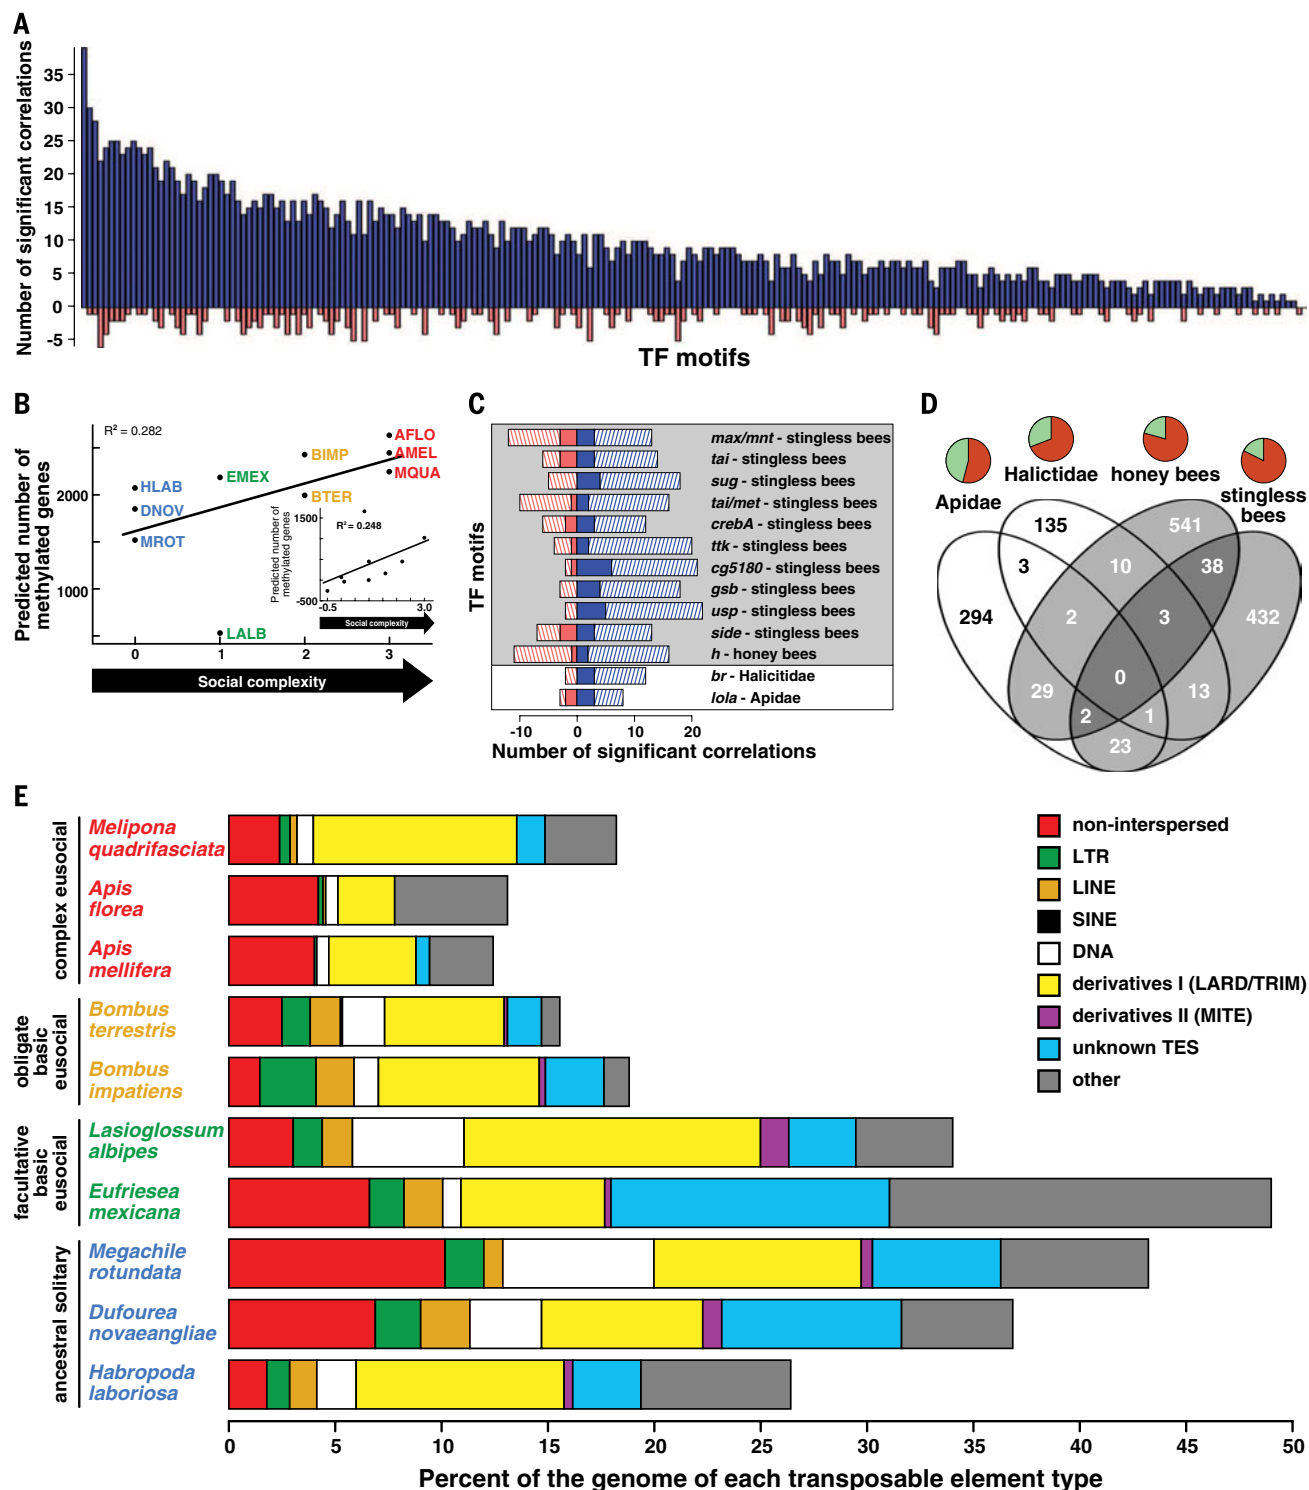 A
Number of significant correlations
35
30
25
20
15
10
5
0
-5
TF motifs
B
R² = 0.282
Predicted number of
methylated genes
2000
1000
HLAB
DNOV
MROT
EMEX
LALB
BIMP
BTER
AFLO
AMEL
MQUA
0
1
2
3
Social complexity
R² = 0.248
Predicted number of
methylated genes
1500
-500
-0.5
3.0
Social complexity
C
TF motifs
max/mnt - stingless bees
tai - stingless bees
sug - stingless bees
tai/met - stingless bees
crebA - stingless bees
ttk - stingless bees
cg5180 - stingless bees
gsb - stingless bees
usp - stingless bees
side - stingless bees
h - honey bees
br - Halicitidae
lola - Apidae
-10
0
10
20
Number of significant correlations
D
Apidae
Halictidae
honey bees
stingless
bees
135
541
3
10
38
294
2
3
432
0
29
13
2
1
23
E
complex eusocial
Melipona
quadrifasciata
Apis
florea
Apis
mellifera
obligate
basic
eusocial
Bombus
terrestris
Bombus
impatiens
facultative
basic
eusocial
Lasioglossum
albipes
Eufriesea
mexicana
ancestral solitary
Megachile
rotundata
Dufourea
novaeangliae
Habropoda
laboriosa
non-interspersed
LTR
LINE
SINE
DNA
derivatives I (LARD/TRIM)
derivatives II (MITE)
unknown TES
other
0
5
10
15
20
25
30
35
40
45
50
Percent of the genome of each transposable element type